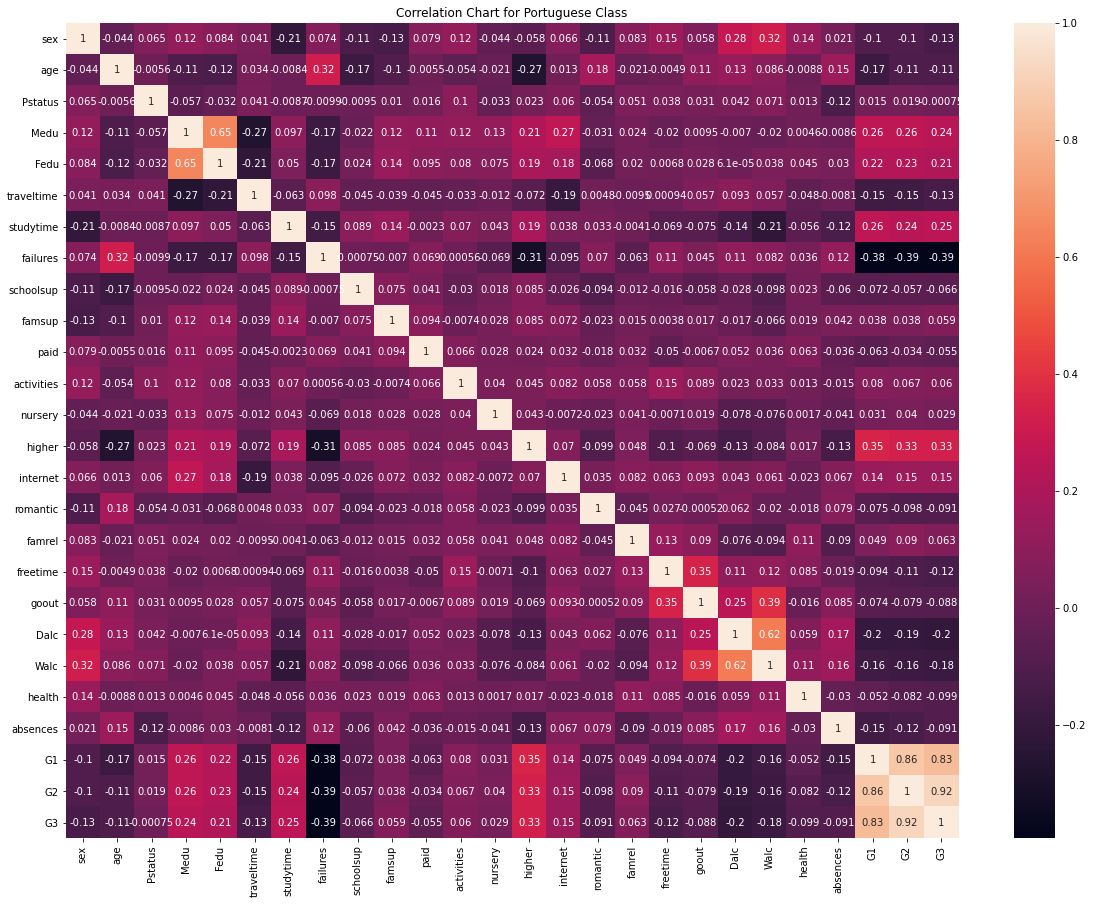 Correlation Chart for Portuguese Class
sex 1 -0.044 0.065 0.12 0.084 0.041 -0.21 0.074 -0.11 -0.13 0.079 0.12 -0.044 -0.058 0.066 -0.11 0.083 0.15 0.058 0.28 0.32 0.14 0.021 -0.1 -0.1 -0.13
age -0.044 1 -0.0056 -0.11 -0.12 0.034 -0.0084 0.32 -0.17 -0.1 -0.0055 -0.054 -0.021 -0.27 0.013 0.18 -0.021 -0.0049 0.11 0.13 0.086 -0.0088 0.15 -0.17 -0.11 -0.11
Pstatus 0.065 -0.0056 1 -0.057 -0.032 0.041 -0.0087 -0.0099 -0.0095 0.01 0.016 0.1 -0.033 0.023 0.06 -0.054 0.051 0.038 0.031 0.042 0.071 0.013 -0.12 0.015 0.019 -0.00075
Medu 0.12 -0.11 -0.057 1 0.65 -0.27 0.097 -0.17 -0.022 0.12 0.11 0.12 0.13 0.21 0.27 -0.031 0.024 -0.02 0.0095 -0.007 -0.02 0.0046 -0.0086 0.26 0.26 0.24
Fedu 0.084 -0.12 -0.032 0.65 1 -0.21 0.05 -0.17 0.024 0.14 0.095 0.08 0.075 0.19 0.18 -0.068 0.02 0.0068 0.028 6.1e-05 0.038 0.045 0.03 0.22 0.23 0.21
traveltime 0.041 0.034 0.041 -0.27 -0.21 1 -0.063 0.098 -0.045 -0.039 -0.045 -0.033 -0.012 -0.072 -0.19 0.0048 -0.0095 0.00094 0.057 0.093 0.057 -0.048 -0.0081 -0.15 -0.15 -0.13
studytime -0.21 -0.0084 -0.0087 0.097 0.05 -0.063 1 -0.15 0.089 0.14 -0.0023 0.07 0.043 0.19 0.038 0.033 -0.0041 -0.069 -0.075 -0.14 -0.21 -0.056 -0.12 0.26 0.24 0.25
failures 0.074 0.32 -0.0099 -0.17 -0.17 0.098 -0.15 1 -0.00075 -0.007 0.069 0.00056 -0.069 -0.31 -0.095 0.07 -0.063 0.11 0.045 0.11 0.082 0.036 0.12 -0.38 -0.39 -0.39
schoolsup -0.11 -0.17 -0.0095 -0.022 0.024 -0.045 0.089 -0.00075 1 0.075 0.041 -0.03 0.018 0.085 -0.026 -0.094 -0.012 -0.016 -0.058 -0.028 -0.098 0.023 -0.06 -0.072 -0.057 -0.066
famsup -0.13 -0.1 0.01 0.12 0.14 -0.039 0.14 -0.007 0.075 1 0.094 -0.0074 0.028 0.085 0.072 -0.023 0.015 0.0038 0.017 -0.017 -0.066 0.019 0.042 0.038 0.038 0.059
paid 0.079 -0.0055 0.016 0.11 0.095 -0.045 -0.0023 0.069 0.041 0.094 1 0.066 0.028 0.024 0.032 -0.018 0.032 -0.05 -0.0067 0.052 0.036 0.063 -0.036 -0.063 -0.034 -0.055
activities 0.12 -0.054 0.1 0.12 0.08 -0.033 0.07 0.00056 -0.03 -0.0074 0.066 1 0.04 0.045 0.082 0.058 0.058 0.15 0.089 0.023 0.033 0.013 -0.015 0.08 0.067 0.06
nursery -0.044 -0.021 -0.033 0.13 0.075 -0.012 0.043 -0.069 0.018 0.028 0.028 0.04 1 0.043 -0.0072 -0.023 0.041 -0.0071 0.019 -0.078 -0.076 0.0017 -0.041 0.031 0.04 0.029
higher -0.058 -0.27 0.023 0.21 0.19 -0.072 0.19 -0.31 0.085 0.085 0.024 0.045 0.043 1 0.07 -0.099 0.048 -0.1 -0.069 -0.13 -0.084 0.017 -0.13 0.35 0.33 0.33
internet 0.066 0.013 0.06 0.27 0.18 -0.19 0.038 -0.095 -0.026 0.072 0.032 0.082 -0.0072 0.07 1 0.035 0.082 0.063 0.093 0.043 0.061 -0.023 0.067 0.14 0.15 0.15
romantic -0.11 0.18 -0.054 -0.031 -0.068 0.0048 0.033 0.07 -0.094 -0.023 -0.018 0.058 -0.023 -0.099 0.035 1 -0.045 0.027 -0.00052 0.062 -0.02 -0.018 0.079 -0.075 -0.098 -0.091
famrel 0.083 -0.021 0.051 0.024 0.02 -0.0095 -0.0041 -0.063 -0.012 0.015 0.032 0.058 0.041 0.048 0.082 -0.045 1 0.13 0.09 -0.076 -0.094 0.11 -0.09 0.049 0.09 0.063
freetime 0.15 -0.0049 0.038 -0.02 0.0068 0.00094 -0.069 0.11 -0.016 0.0038 -0.05 0.15 -0.0071 -0.1 0.063 0.027 0.13 1 0.35 0.11 0.12 0.085 -0.019 -0.094 -0.11 -0.12
goout 0.058 0.11 0.031 0.0095 0.028 0.057 -0.075 0.045 -0.058 0.017 -0.0067 0.089 0.019 -0.069 0.093 -0.00052 0.09 0.35 1 0.25 0.39 -0.016 0.085 -0.074 -0.079 -0.088
Dalc 0.28 0.13 0.042 -0.007 6.1e-05 0.093 -0.14 0.11 -0.028 -0.017 0.052 0.023 -0.078 -0.13 0.043 0.062 -0.076 0.11 0.25 1 0.62 0.059 0.17 -0.2 -0.19 -0.2
Walc 0.32 0.086 0.071 -0.02 0.038 0.057 -0.21 0.082 -0.098 -0.066 0.036 0.033 -0.076 -0.084 0.061 -0.02 -0.094 0.12 0.39 0.62 1 0.11 0.16 -0.16 -0.16 -0.18
health 0.14 -0.0088 0.013 0.0046 0.045 -0.048 -0.056 0.036 0.023 0.019 0.063 0.013 0.0017 0.017 -0.023 -0.018 0.11 0.085 -0.016 0.059 0.11 1 -0.03 -0.052 -0.082 -0.099
absences 0.021 0.15 -0.12 -0.0086 0.03 -0.0081 -0.12 0.12 -0.06 0.042 -0.036 -0.015 -0.041 -0.13 0.067 0.079 -0.09 -0.019 0.085 0.17 0.16 -0.03 1 -0.15 -0.12 -0.091
G1 -0.1 -0.17 0.015 0.26 0.22 -0.15 0.26 -0.38 -0.072 0.038 -0.063 0.08 0.031 0.35 0.14 -0.075 0.049 -0.094 -0.074 -0.2 -0.16 -0.052 -0.15 1 0.86 0.83
G2 -0.1 -0.11 0.019 0.26 0.23 -0.15 0.24 -0.39 -0.057 0.038 -0.034 0.067 0.04 0.33 0.15 -0.098 0.09 -0.11 -0.079 -0.19 -0.16 -0.082 -0.12 0.86 1 0.92
G3 -0.13 -0.11 -0.00075 0.24 0.21 -0.13 0.25 -0.39 -0.066 0.059 -0.055 0.06 0.029 0.33 0.15 -0.091 0.063 -0.12 -0.088 -0.2 -0.18 -0.099 -0.091 0.83 0.92 1
sex age Pstatus Medu Fedu traveltime studytime failures schoolsup famsup paid activities nursery higher internet romantic famrel freetime goout Dalc Walc health absences G1 G2 G3
1.0
0.8
0.6
0.4
0.2
0.0
−0.2